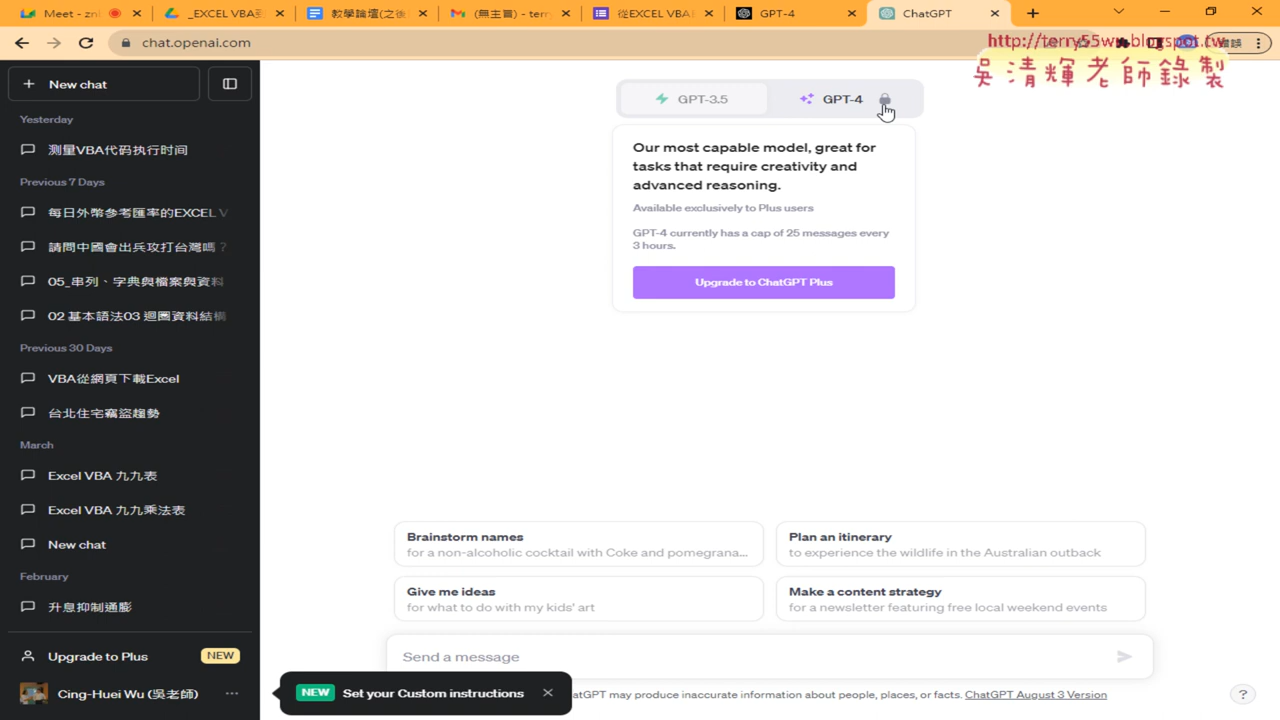 Meet - zn
_EXCEL VBA
教學論壇(之後
(無主旨) - terry
從EXCEL VBA
GPT-4
ChatGPT
chat.openai.com
http://terry55wu.blogspot.tw
吳清輝老師錄製
New chat
GPT-3.5
GPT-4
Yesterday
测量VBA代码执行时间
Previous 7 Days
每日外幣參考匯率的EXCEL V
請問中國會出兵攻打台灣嗎？
05_串列、字典與檔案與資料
02 基本語法03 迴圈資料結構
Previous 30 Days
VBA從網頁下載Excel
台北住宅竊盜趨勢
March
Excel VBA 九九表
Excel VBA 九九乘法表
New chat
February
升息抑制通膨
Upgrade to Plus
NEW
Cing-Huei Wu (吳老師)
Our most capable model, great for
tasks that require creativity and
advanced reasoning.
Available exclusively to Plus users
GPT-4 currently has a cap of 25 messages every
3 hours.
Upgrade to ChatGPT Plus
Brainstorm names
for a non-alcoholic cocktail with Coke and pomegrana...
Plan an itinerary
to experience the wildlife in the Australian outback
Give me ideas
for what to do with my kids' art
Make a content strategy
for a newsletter featuring free local weekend events
Send a message
NEW Set your Custom instructions
atGPT may produce inaccurate information about people, places, or facts. ChatGPT August 3 Version
?